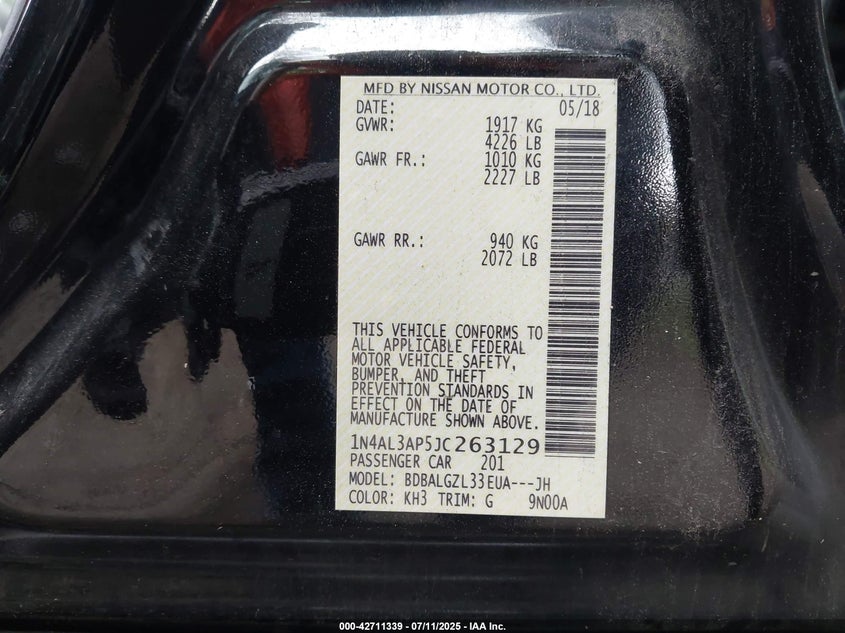 MFD BY NISSAN MOTOR CO., LTD.
DATE: 05/18
GVWR: 1917 KG
4226 LB
GAWR FR.: 1010 KG
2227 LB
GAWR RR.: 940 KG
2072 LB
THIS VEHICLE CONFORMS TO
ALL APPLICABLE FEDERAL
MOTOR VEHICLE SAFETY,
BUMPER, AND THEFT
PREVENTION STANDARDS IN
EFFECT ON THE DATE OF
MANUFACTURE SHOWN ABOVE.
1N4AL3AP5JC263129
PASSENGER CAR 201
MODEL: BDBALGZL33EUA---JH
COLOR: KH3 TRIM: G 9N00A
000-42711339 - 07/11/2025 - IAA Inc.